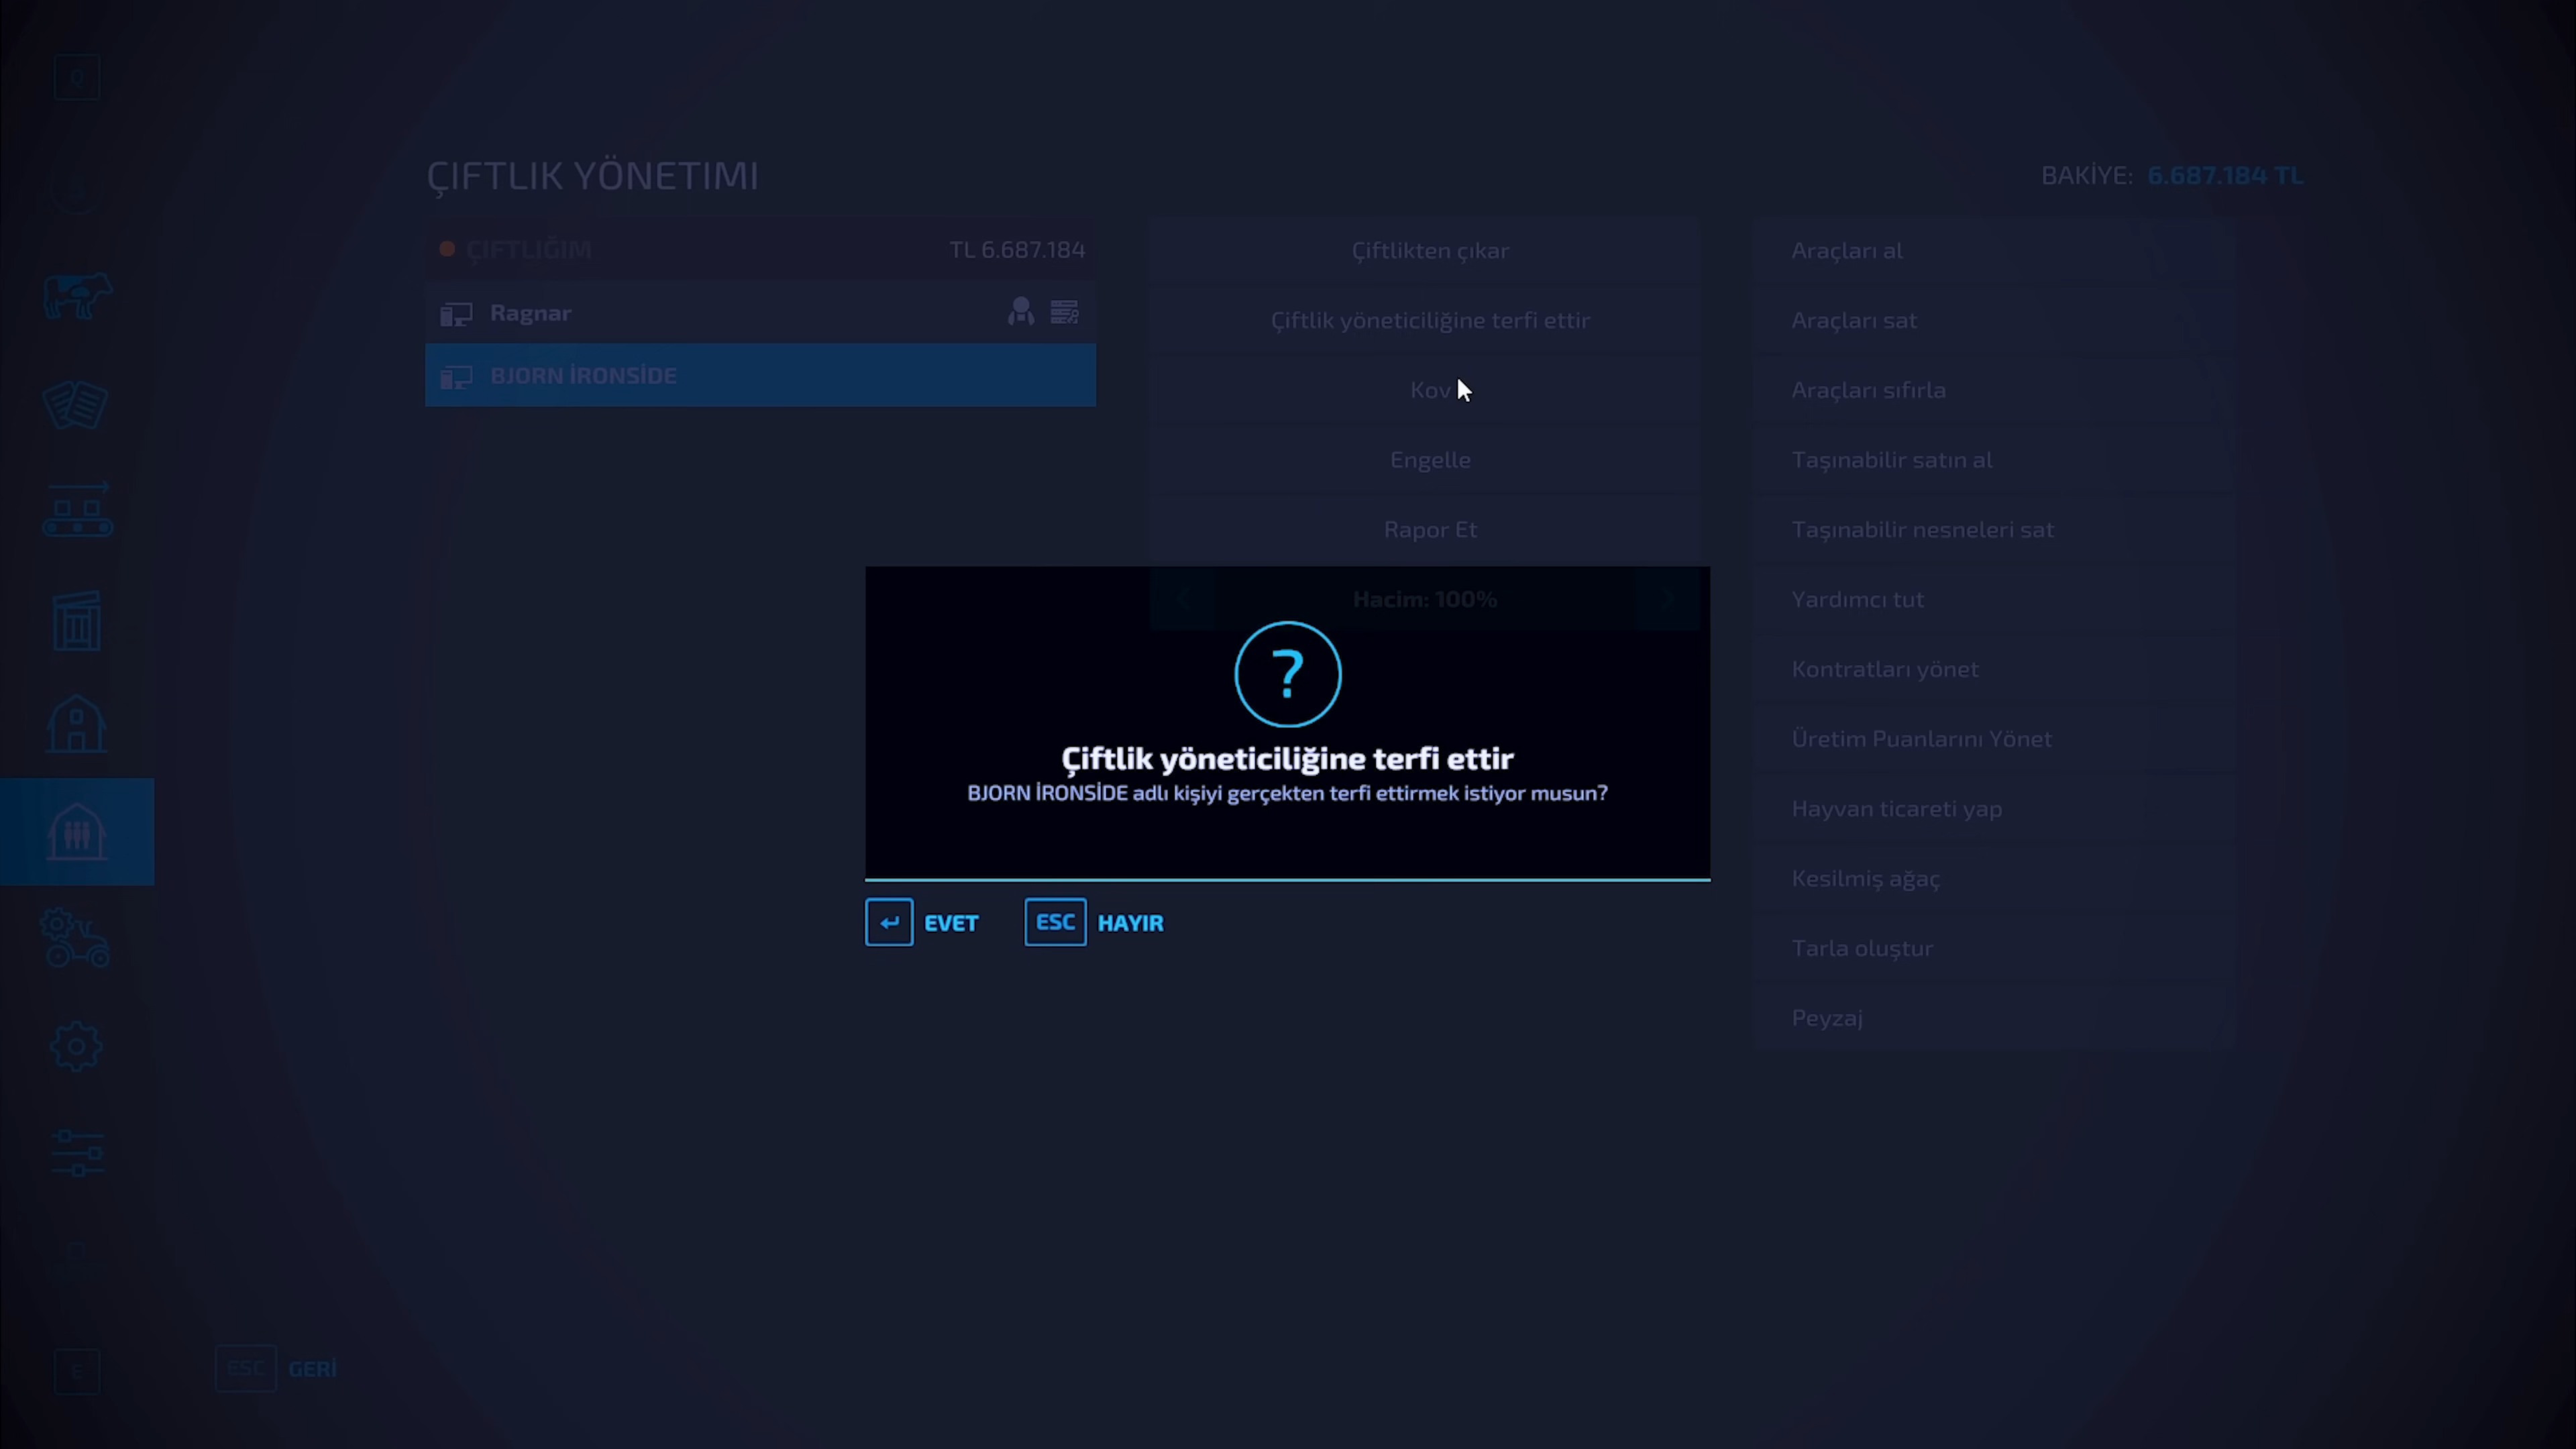 Q
ÇIFTLIK YÖNETIMI
BAKİYE: 6.687.184 TL
ÇIFTLIĞIM TL 6.687.184
Ragnar
BJORN İRONSİDE
Çiftlikten çıkar
Çiftlik yöneticiliğine terfi ettir
Kov
Engelle
Rapor Et
Hacim: 100%
Araçları al
Araçları sat
Araçları sıfırla
Taşınabilir satın al
Taşınabilir nesneleri sat
Yardımcı tut
Kontratları yönet
Üretim Puanlarını Yönet
Hayvan ticareti yap
Kesilmiş ağaç
Tarla oluştur
Peyzaj
?
Çiftlik yöneticiliğine terfi ettir
BJORN İRONSİDE adlı kişiyi gerçekten terfi ettirmek istiyor musun?
EVET ESC HAYIR
E ESC GERİ